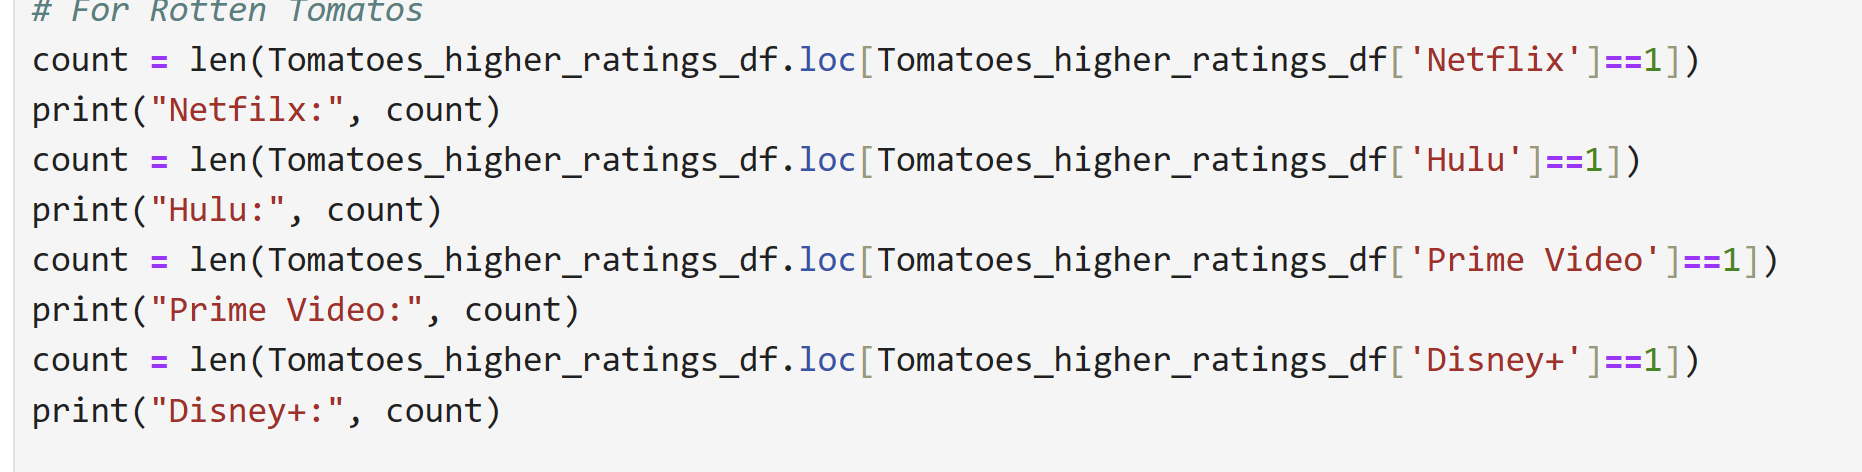 # For Rotten Tomatos
count = len(Tomatoes_higher_ratings_df.loc[Tomatoes_higher_ratings_df['Netflix']==1])
print("Netfilx:", count)
count = len(Tomatoes_higher_ratings_df.loc[Tomatoes_higher_ratings_df['Hulu']==1])
print("Hulu:", count)
count = len(Tomatoes_higher_ratings_df.loc[Tomatoes_higher_ratings_df['Prime Video']==1])
print("Prime Video:", count)
count = len(Tomatoes_higher_ratings_df.loc[Tomatoes_higher_ratings_df['Disney+']==1])
print("Disney+:", count)